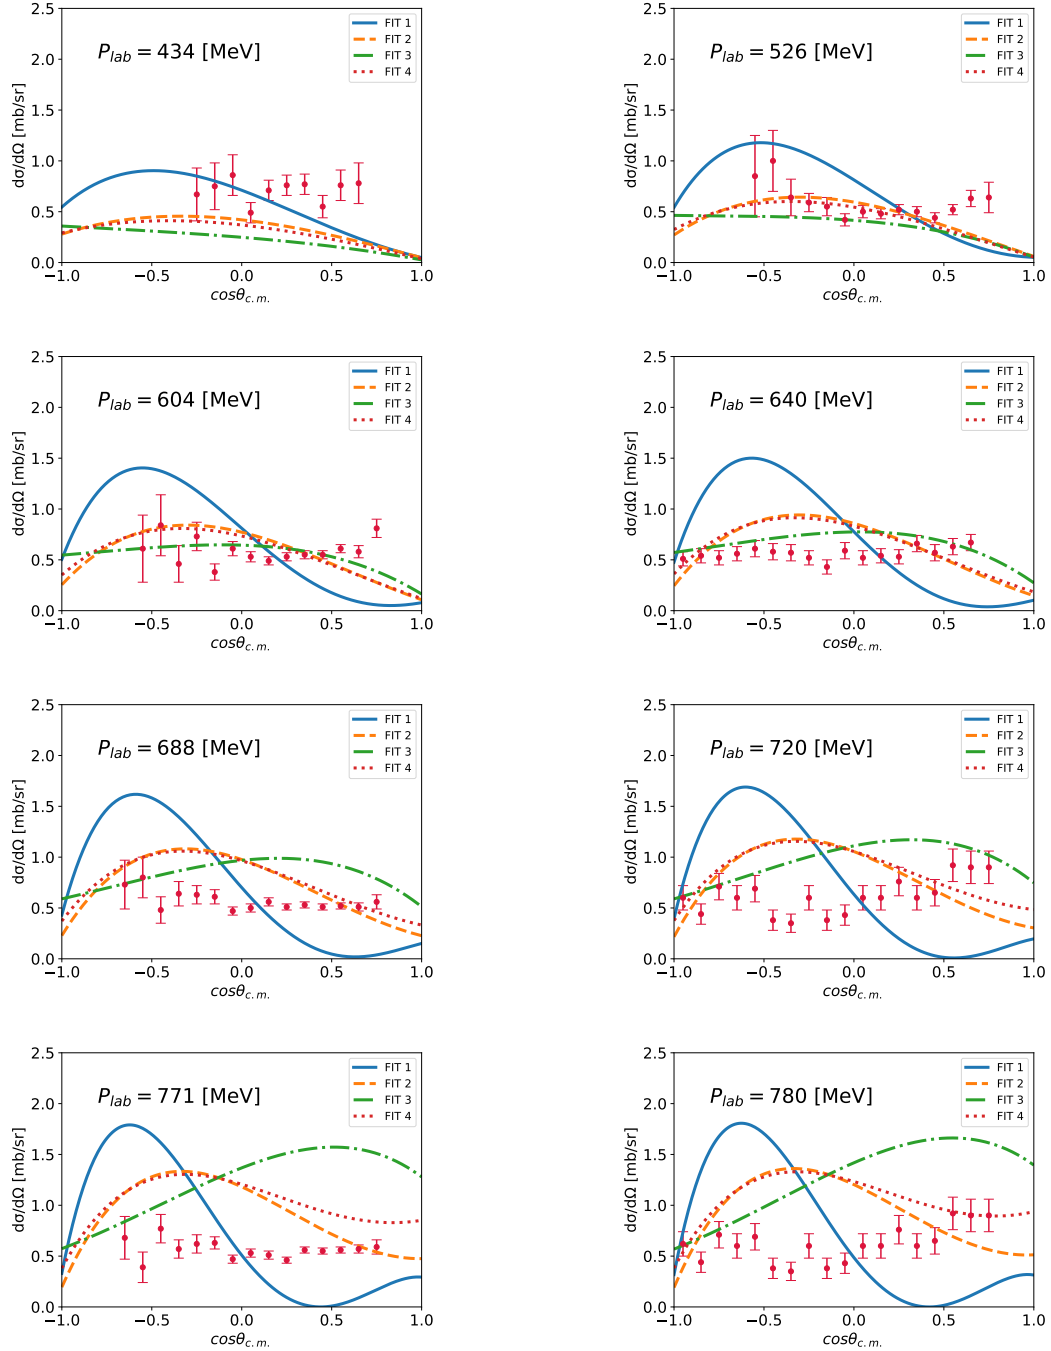 P_lab = 434 [MeV]
FIT 1
FIT 2
FIT 3
FIT 4
dσ/dΩ [mb/sr]
2.5
2.0
1.5
1.0
0.5
0.0
−1.0 −0.5 0.0 0.5 1.0
cosθ_c.m.
P_lab = 526 [MeV]
FIT 1
FIT 2
FIT 3
FIT 4
dσ/dΩ [mb/sr]
2.5
2.0
1.5
1.0
0.5
0.0
−1.0 −0.5 0.0 0.5 1.0
cosθ_c.m.
P_lab = 604 [MeV]
FIT 1
FIT 2
FIT 3
FIT 4
dσ/dΩ [mb/sr]
2.5
2.0
1.5
1.0
0.5
0.0
−1.0 −0.5 0.0 0.5 1.0
cosθ_c.m.
P_lab = 640 [MeV]
FIT 1
FIT 2
FIT 3
FIT 4
dσ/dΩ [mb/sr]
2.5
2.0
1.5
1.0
0.5
0.0
−1.0 −0.5 0.0 0.5 1.0
cosθ_c.m.
P_lab = 688 [MeV]
FIT 1
FIT 2
FIT 3
FIT 4
dσ/dΩ [mb/sr]
2.5
2.0
1.5
1.0
0.5
0.0
−1.0 −0.5 0.0 0.5 1.0
cosθ_c.m.
P_lab = 720 [MeV]
FIT 1
FIT 2
FIT 3
FIT 4
dσ/dΩ [mb/sr]
2.5
2.0
1.5
1.0
0.5
0.0
−1.0 −0.5 0.0 0.5 1.0
cosθ_c.m.
P_lab = 771 [MeV]
FIT 1
FIT 2
FIT 3
FIT 4
dσ/dΩ [mb/sr]
2.5
2.0
1.5
1.0
0.5
0.0
−1.0 −0.5 0.0 0.5 1.0
cosθ_c.m.
P_lab = 780 [MeV]
FIT 1
FIT 2
FIT 3
FIT 4
dσ/dΩ [mb/sr]
2.5
2.0
1.5
1.0
0.5
0.0
−1.0 −0.5 0.0 0.5 1.0
cosθ_c.m.